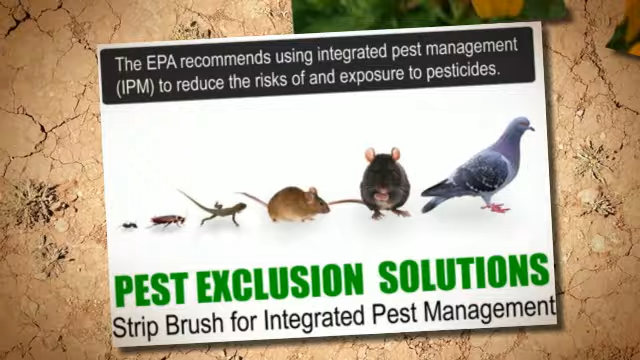 The EPA recommends using integrated pest management
(IPM) to reduce the risks of and exposure to pesticides.
PEST EXCLUSION SOLUTIONS
Strip Brush for Integrated Pest Management